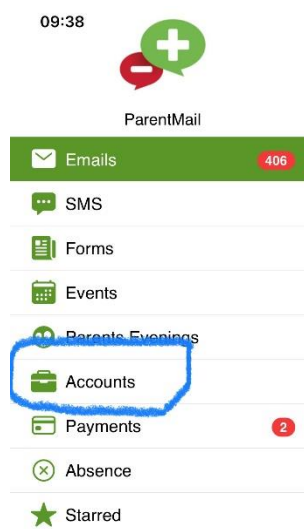 09:38
ParentMail
Emails 406
SMS
Forms
Events
Parents Evenings
Accounts
Payments 2
Absence
Starred